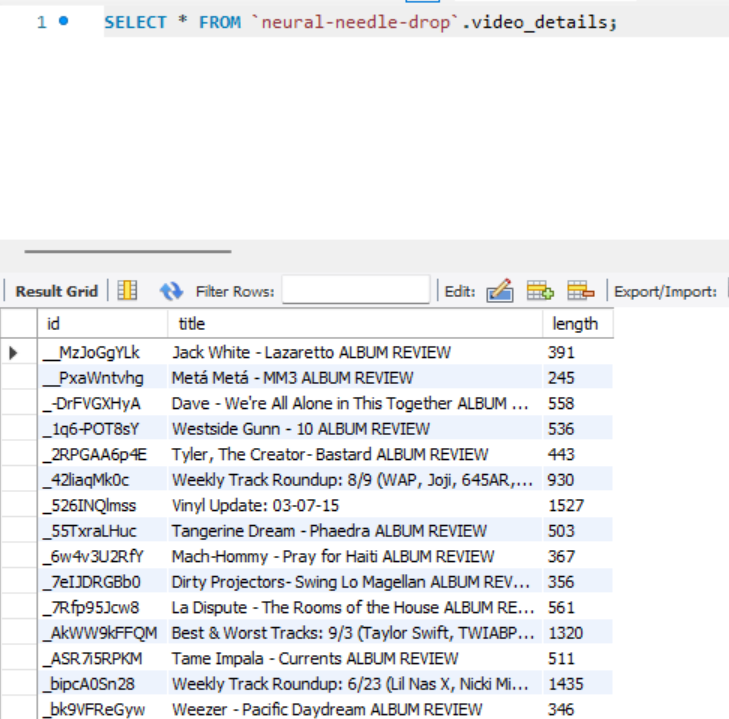 1 SELECT * FROM `neural-needle-drop`.video_details;
Result Grid Filter Rows: Edit: Export/Import:
id title length
__MzJoGgYLk Jack White - Lazaretto ALBUM REVIEW 391
__PxaWntvhg Metá Metá - MM3 ALBUM REVIEW 245
_-DrFVGXHyA Dave - We're All Alone in This Together ALBUM ... 558
_1q6-POT8sY Westside Gunn - 10 ALBUM REVIEW 536
_2RPGAA6p4E Tyler, The Creator- Bastard ALBUM REVIEW 443
_42liaqMk0c Weekly Track Roundup: 8/9 (WAP, Joji, 645AR,... 930
_526INQlmss Vinyl Update: 03-07-15 1527
_55TxraLHuc Tangerine Dream - Phaedra ALBUM REVIEW 503
_6w4v3U2RfY Mach-Hommy - Pray for Haiti ALBUM REVIEW 367
_7eIJDRGBb0 Dirty Projectors- Swing Lo Magellan ALBUM REV... 356
_7Rfp95Jcw8 La Dispute - The Rooms of the House ALBUM RE... 561
_AkWW9kFFQM Best & Worst Tracks: 9/3 (Taylor Swift, TWIABP... 1320
_ASR7i5RPKM Tame Impala - Currents ALBUM REVIEW 511
_bipcA0Sn28 Weekly Track Roundup: 6/23 (Lil Nas X, Nicki Mi... 1435
_bk9VFReGyw Weezer - Pacific Daydream ALBUM REVIEW 346